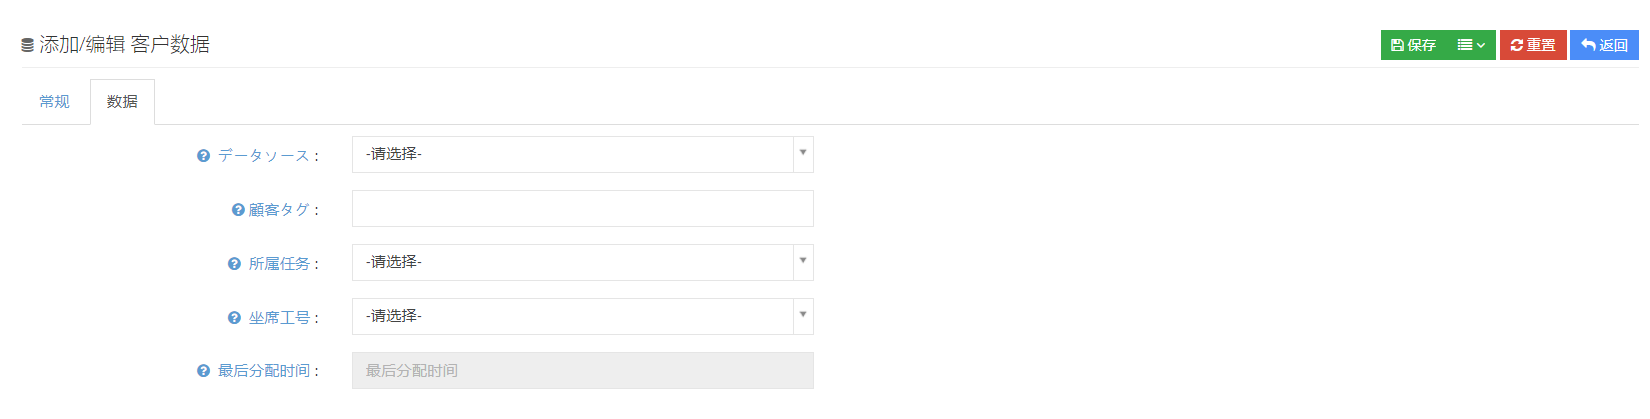 添加/编辑 客户数据
保存
重置
返回
常规
数据
データソース :
-请选择-
顧客タグ :
所属任务 :
-请选择-
坐席工号 :
-请选择-
最后分配时间 :
最后分配时间